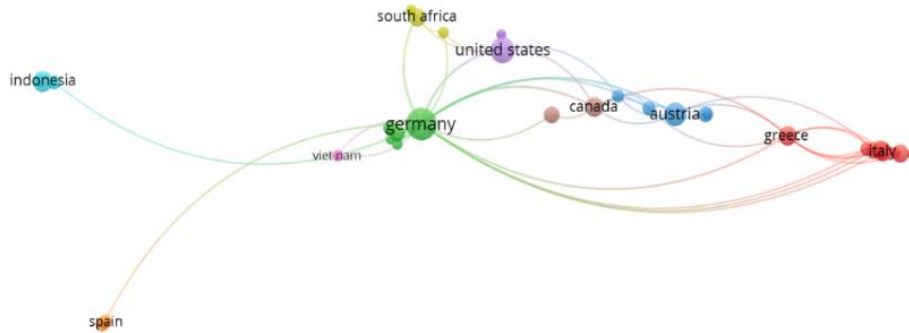 south africa
united states
indonesia
canada
austria
germany
greece
italy
viet nam
spain